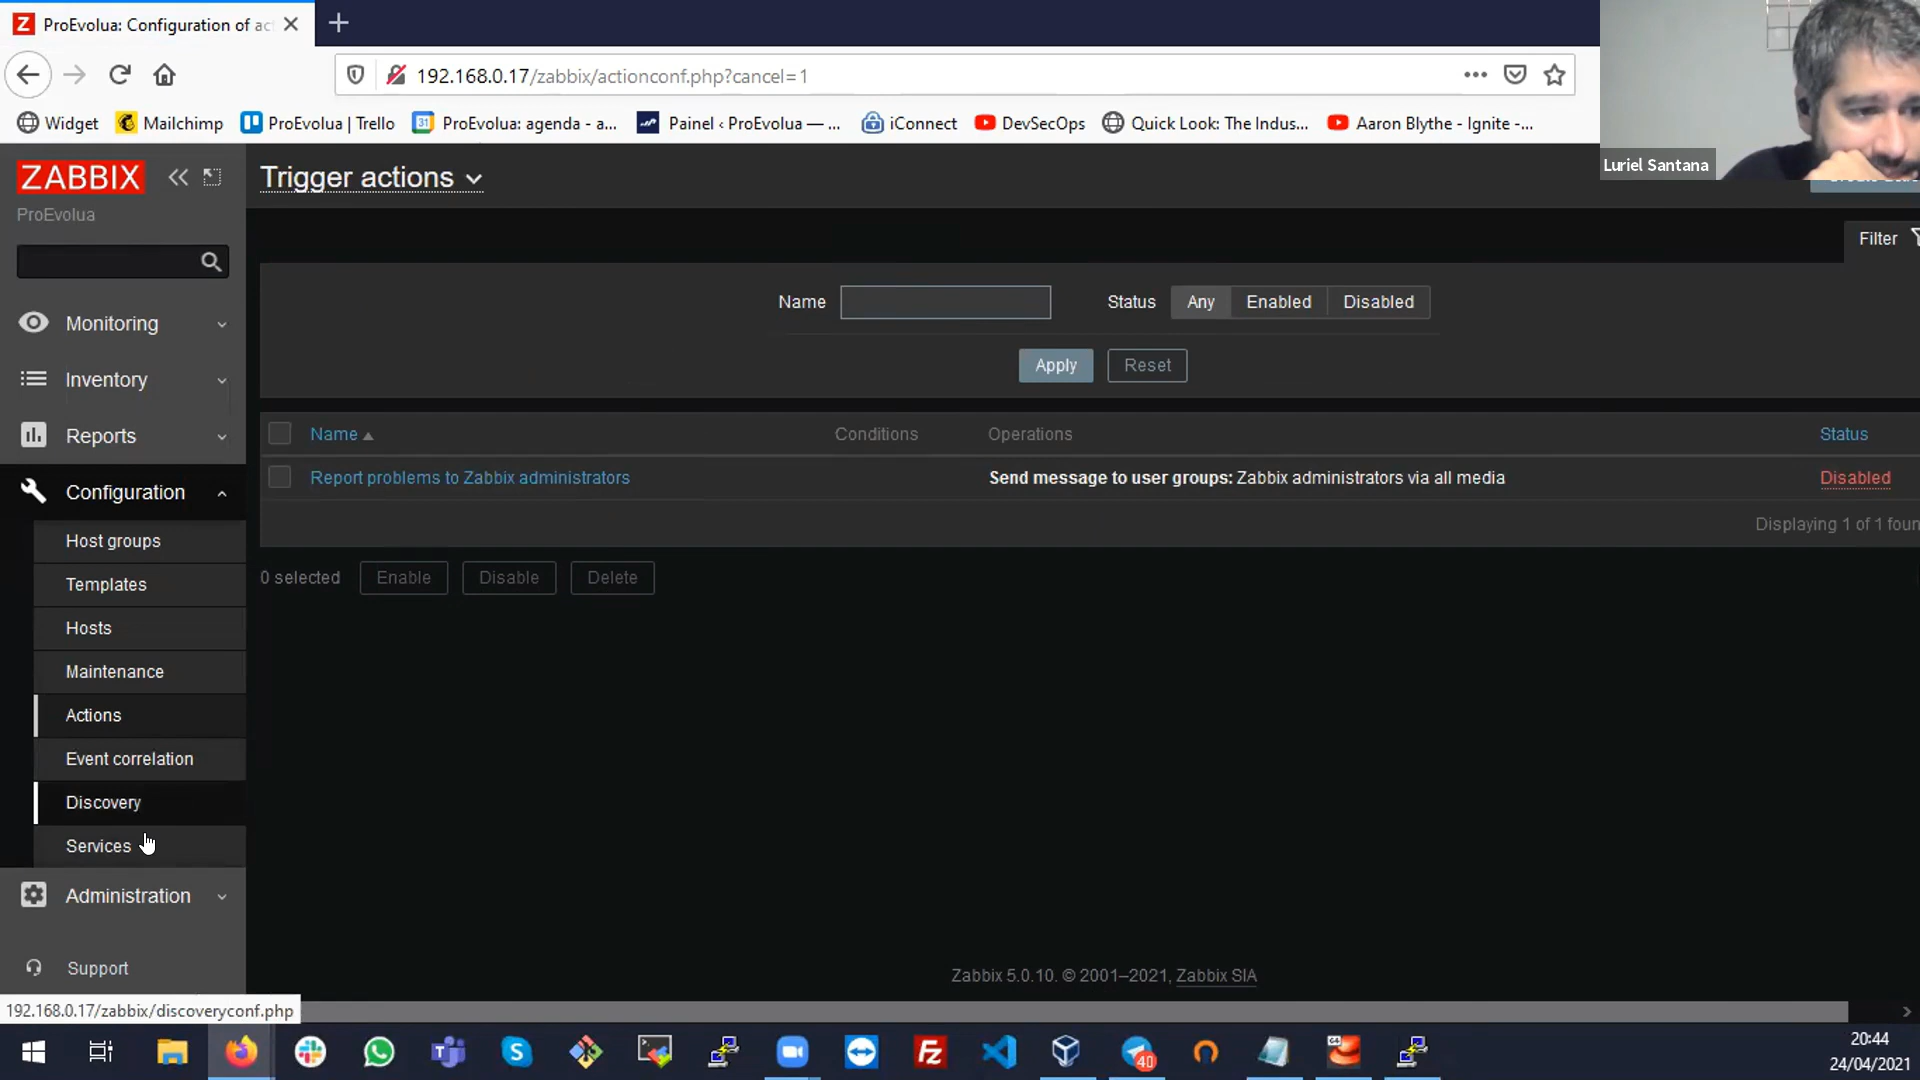 ProEvolua: Configuration of ac
192.168.0.17/zabbix/actionconf.php?cancel=1
Widget Mailchimp ProEvolua | Trello 31 ProEvolua: agenda - a... Painel ‹ ProEvolua — ... iConnect DevSecOps Quick Look: The Indus... Aaron Blythe - Ignite -...
Luriel Santana
ZABBIX
ProEvolua
Trigger actions
Filter
Name Status Any Enabled Disabled
Apply Reset
Monitoring
Inventory
Reports
Configuration
Host groups
Templates
Hosts
Maintenance
Actions
Event correlation
Discovery
Services
Administration
Support
Name Conditions Operations Status
Report problems to Zabbix administrators Send message to user groups: Zabbix administrators via all media Disabled
Displaying 1 of 1 foun
0 selected Enable Disable Delete
Zabbix 5.0.10. © 2001–2021, Zabbix SIA
192.168.0.17/zabbix/discoveryconf.php
40
64
20:44
24/04/2021